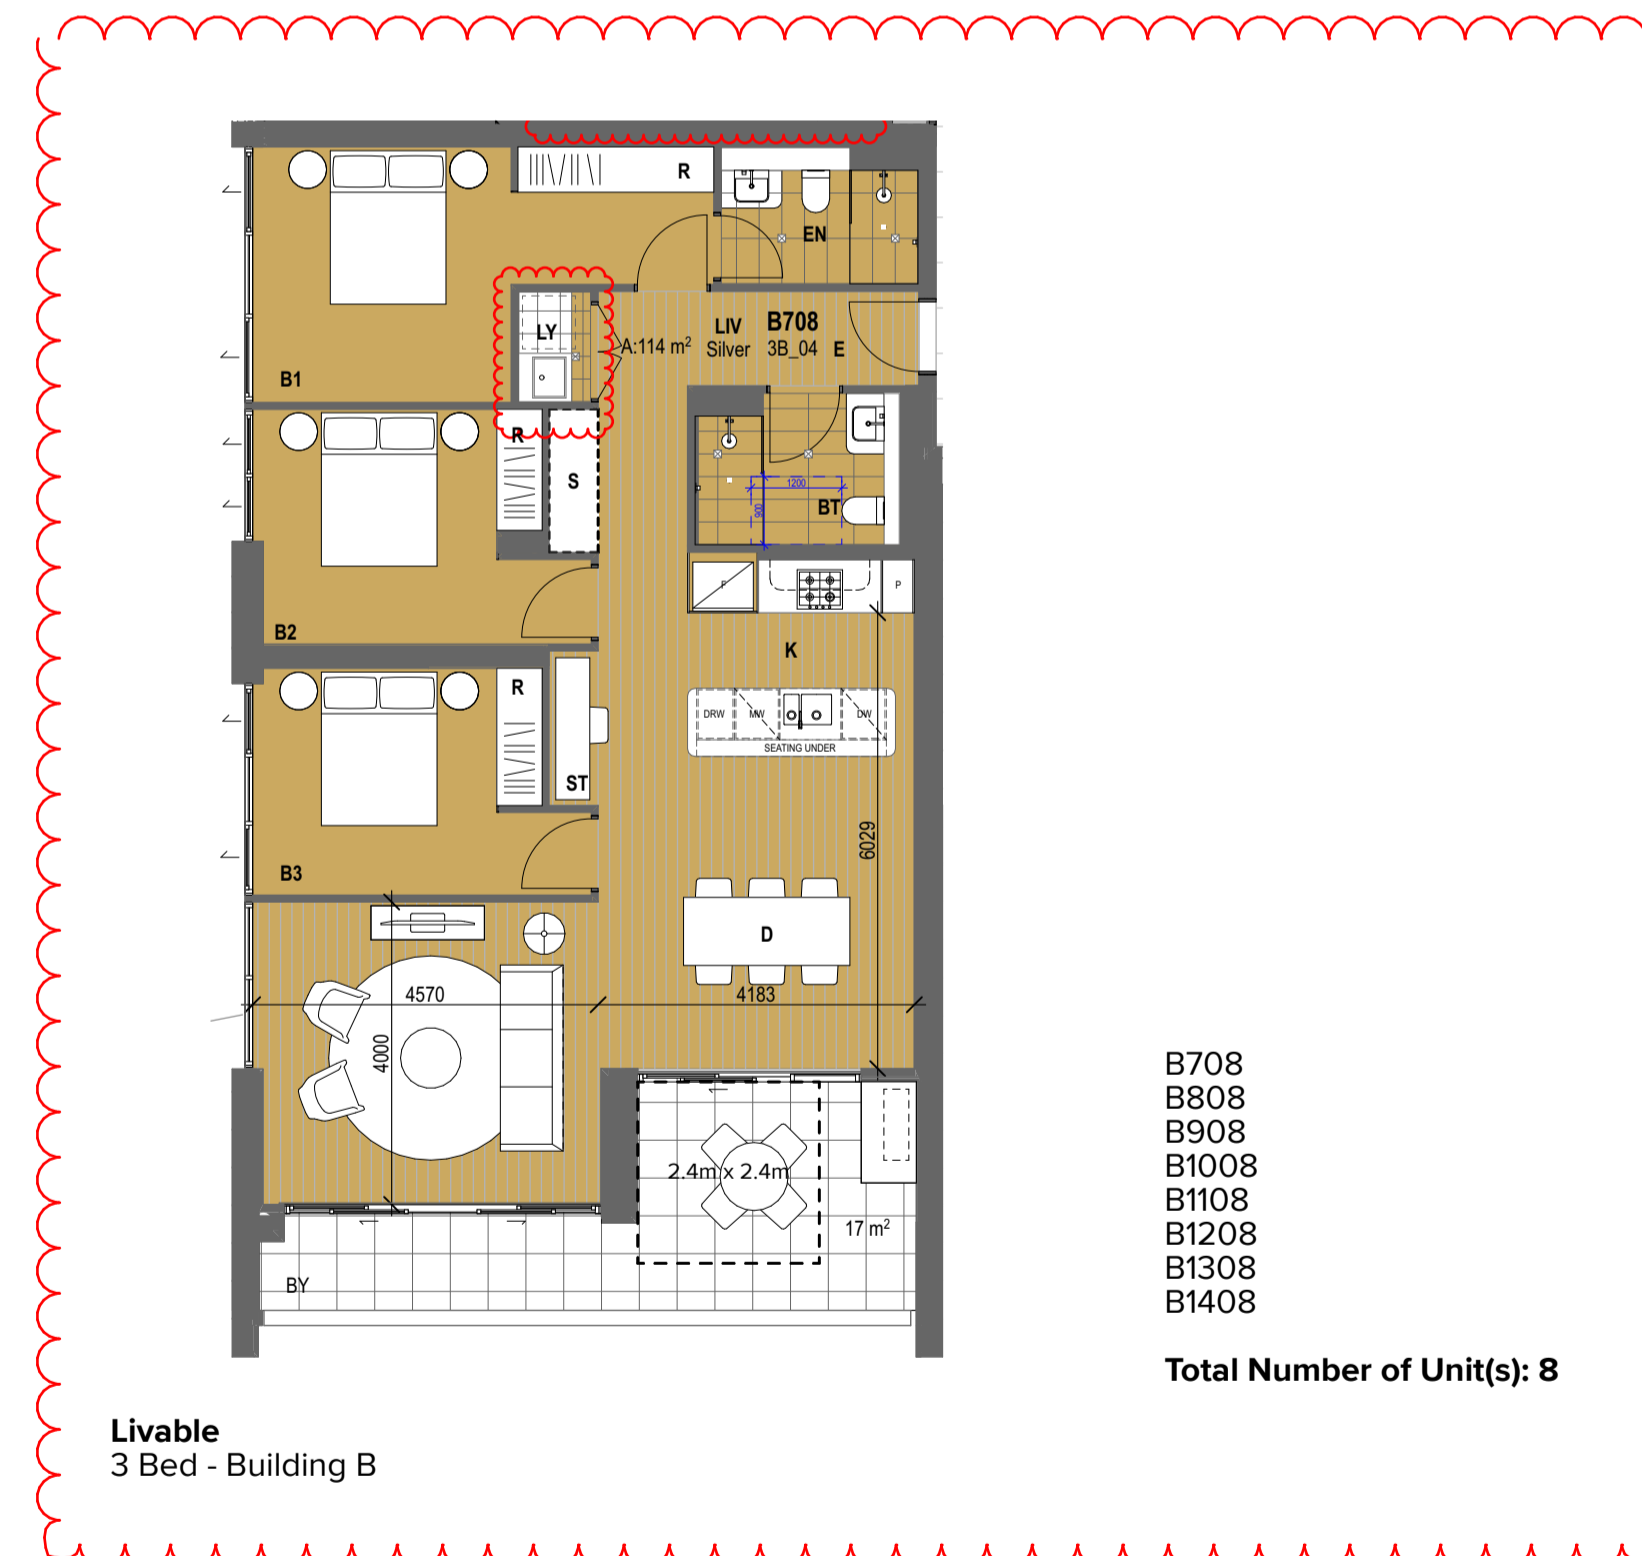 R
EN
LY
A:114 m²
LIV
Silver
B708
3B_04
E
B1
R
S
1200
900
BT
F
P
B2
K
R
DRW
MW
DW
SEATING UNDER
ST
6029
B3
D
4570
4183
4000
2.4m x 2.4m
17 m²
BY
B708
B808
B908
B1008
B1108
B1208
B1308
B1408
Total Number of Unit(s): 8
Livable
3 Bed - Building B